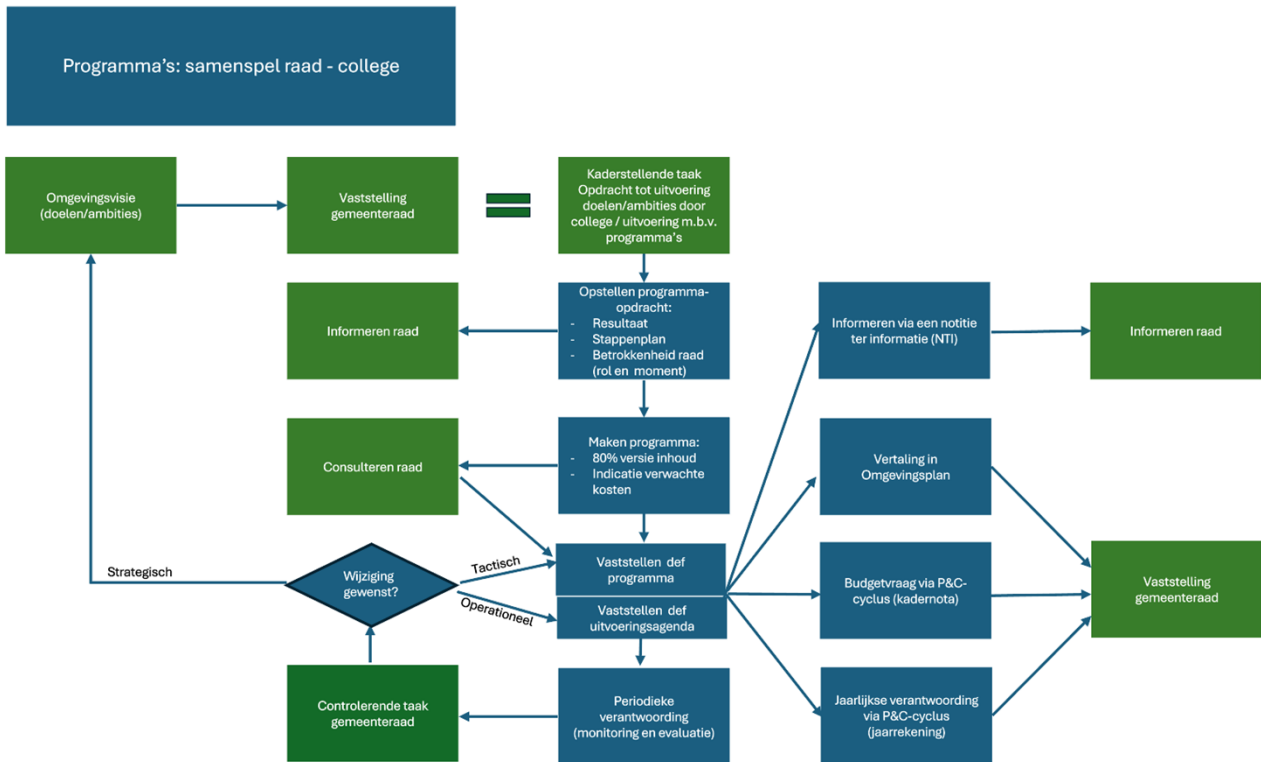 Programma's: samenspel raad - college
Omgevingsvisie
(doelen/ambities)
Vaststelling
gemeenteraad
Kaderstellende taak
Opdracht tot uitvoering
doelen/ambities door
college / uitvoering m.b.v.
programma's
Informeren raad
Opstellen programma-
opdracht:
- Resultaat
- Stappenplan
- Betrokkenheid raad
(rol en moment)
Informeren via een notitie
ter informatie (NTI)
Informeren raad
Consulteren raad
Maken programma:
- 80% versie inhoud
- Indicatie verwachte
kosten
Vertaling in
Omgevingsplan
Strategisch
Wijziging
gewenst?
Tactisch
Operationeel
Vaststellen def
programma
Vaststellen def
uitvoeringsagenda
Budgetvraag via P&C-
cyclus (kadernota)
Vaststelling
gemeenteraad
Controlerende taak
gemeenteraad
Periodieke
verantwoording
(monitoring en evaluatie)
Jaarlijkse verantwoording
via P&C-cyclus
(jaarrekening)